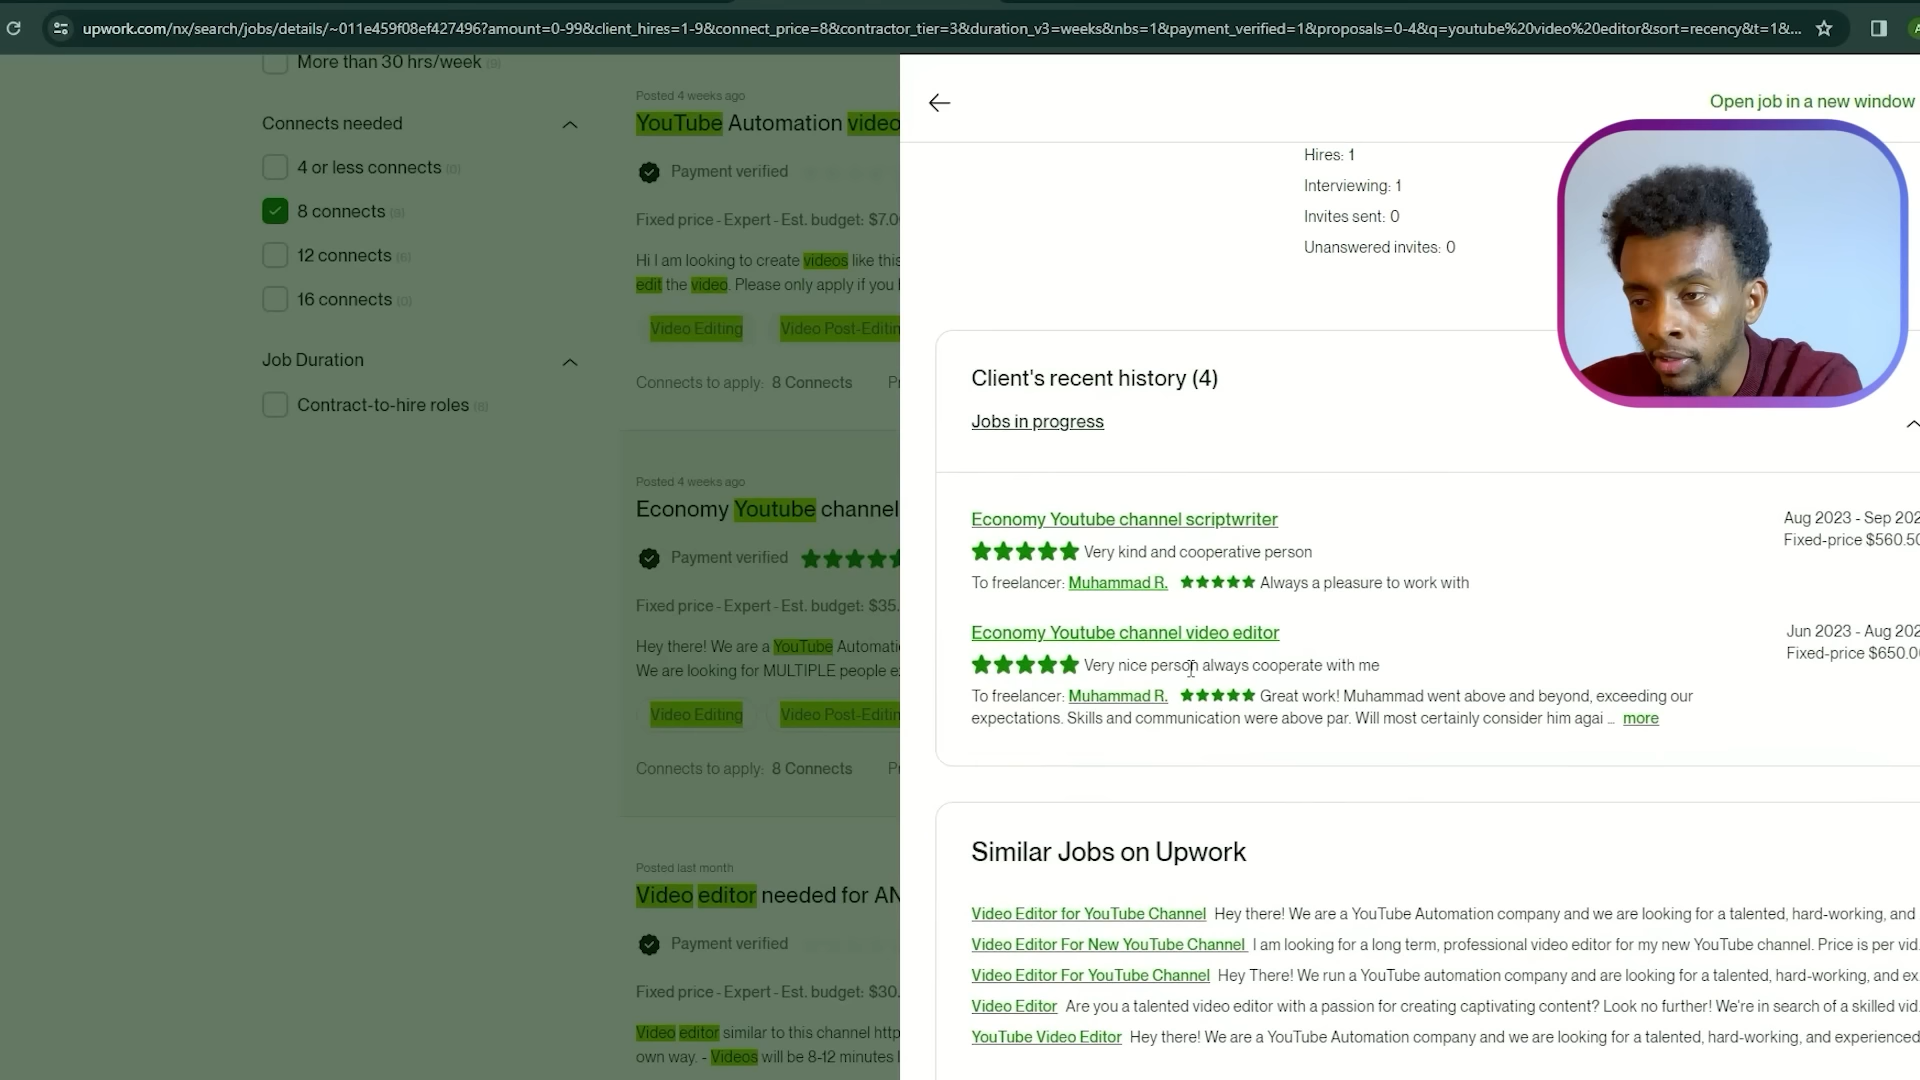 upwork.com/nx/search/jobs/details/~011e459f08ef427496?amount=0-99&client_hires=1-9&connect_price=8&contractor_tier=3&duration_v3=weeks&nbs=1&payment_verified=1&proposals=0-4&q=youtube%20video%20editor&sort=recency&t=1&...
More than 30 hrs/week (9)
Connects needed
4 or less connects (0)
8 connects (9)
12 connects (6)
16 connects (0)
Job Duration
Contract-to-hire roles (8)
Posted 4 weeks ago
YouTube Automation video
Payment verified
Fixed price - Expert - Est. budget: $7.0
Hi I am looking to create videos like this
edit the video. Please only apply if you
Video Editing Video Post-Editin
Connects to apply: 8 Connects
Posted 4 weeks ago
Economy Youtube channel
Payment verified
Fixed price - Expert - Est. budget: $35.
Hey there! We are a YouTube Automati
We are looking for MULTIPLE people e
Video Editing Video Post-Editin
Connects to apply: 8 Connects
Posted last month
Video editor needed for AN
Payment verified
Fixed price - Expert - Est. budget: $30.
Video editor similar to this channel http
own way. - Videos will be 8-12 minutes
Open job in a new window
Hires: 1
Interviewing: 1
Invites sent: 0
Unanswered invites: 0
Client's recent history (4)
Jobs in progress
Economy Youtube channel scriptwriter
Aug 2023 - Sep 202
Very kind and cooperative person
Fixed-price $560.50
To freelancer: Muhammad R. Always a pleasure to work with
Economy Youtube channel video editor
Jun 2023 - Aug 202
Very nice person always cooperate with me
Fixed-price $650.0
To freelancer: Muhammad R. Great work! Muhammad went above and beyond, exceeding our
expectations. Skills and communication were above par. Will most certainly consider him agai ... more
Similar Jobs on Upwork
Video Editor for YouTube Channel Hey there! We are a YouTube Automation company and we are looking for a talented, hard-working, and
Video Editor For New YouTube Channel I am looking for a long term, professional video editor for my new YouTube channel. Price is per vid.
Video Editor For YouTube Channel Hey There! We run a YouTube automation company and are looking for a talented, hard-working, and ex
Video Editor Are you a talented video editor with a passion for creating captivating content? Look no further! We're in search of a skilled vid.
YouTube Video Editor Hey there! We are a YouTube Automation company and we are looking for a talented, hard-working, and experienced